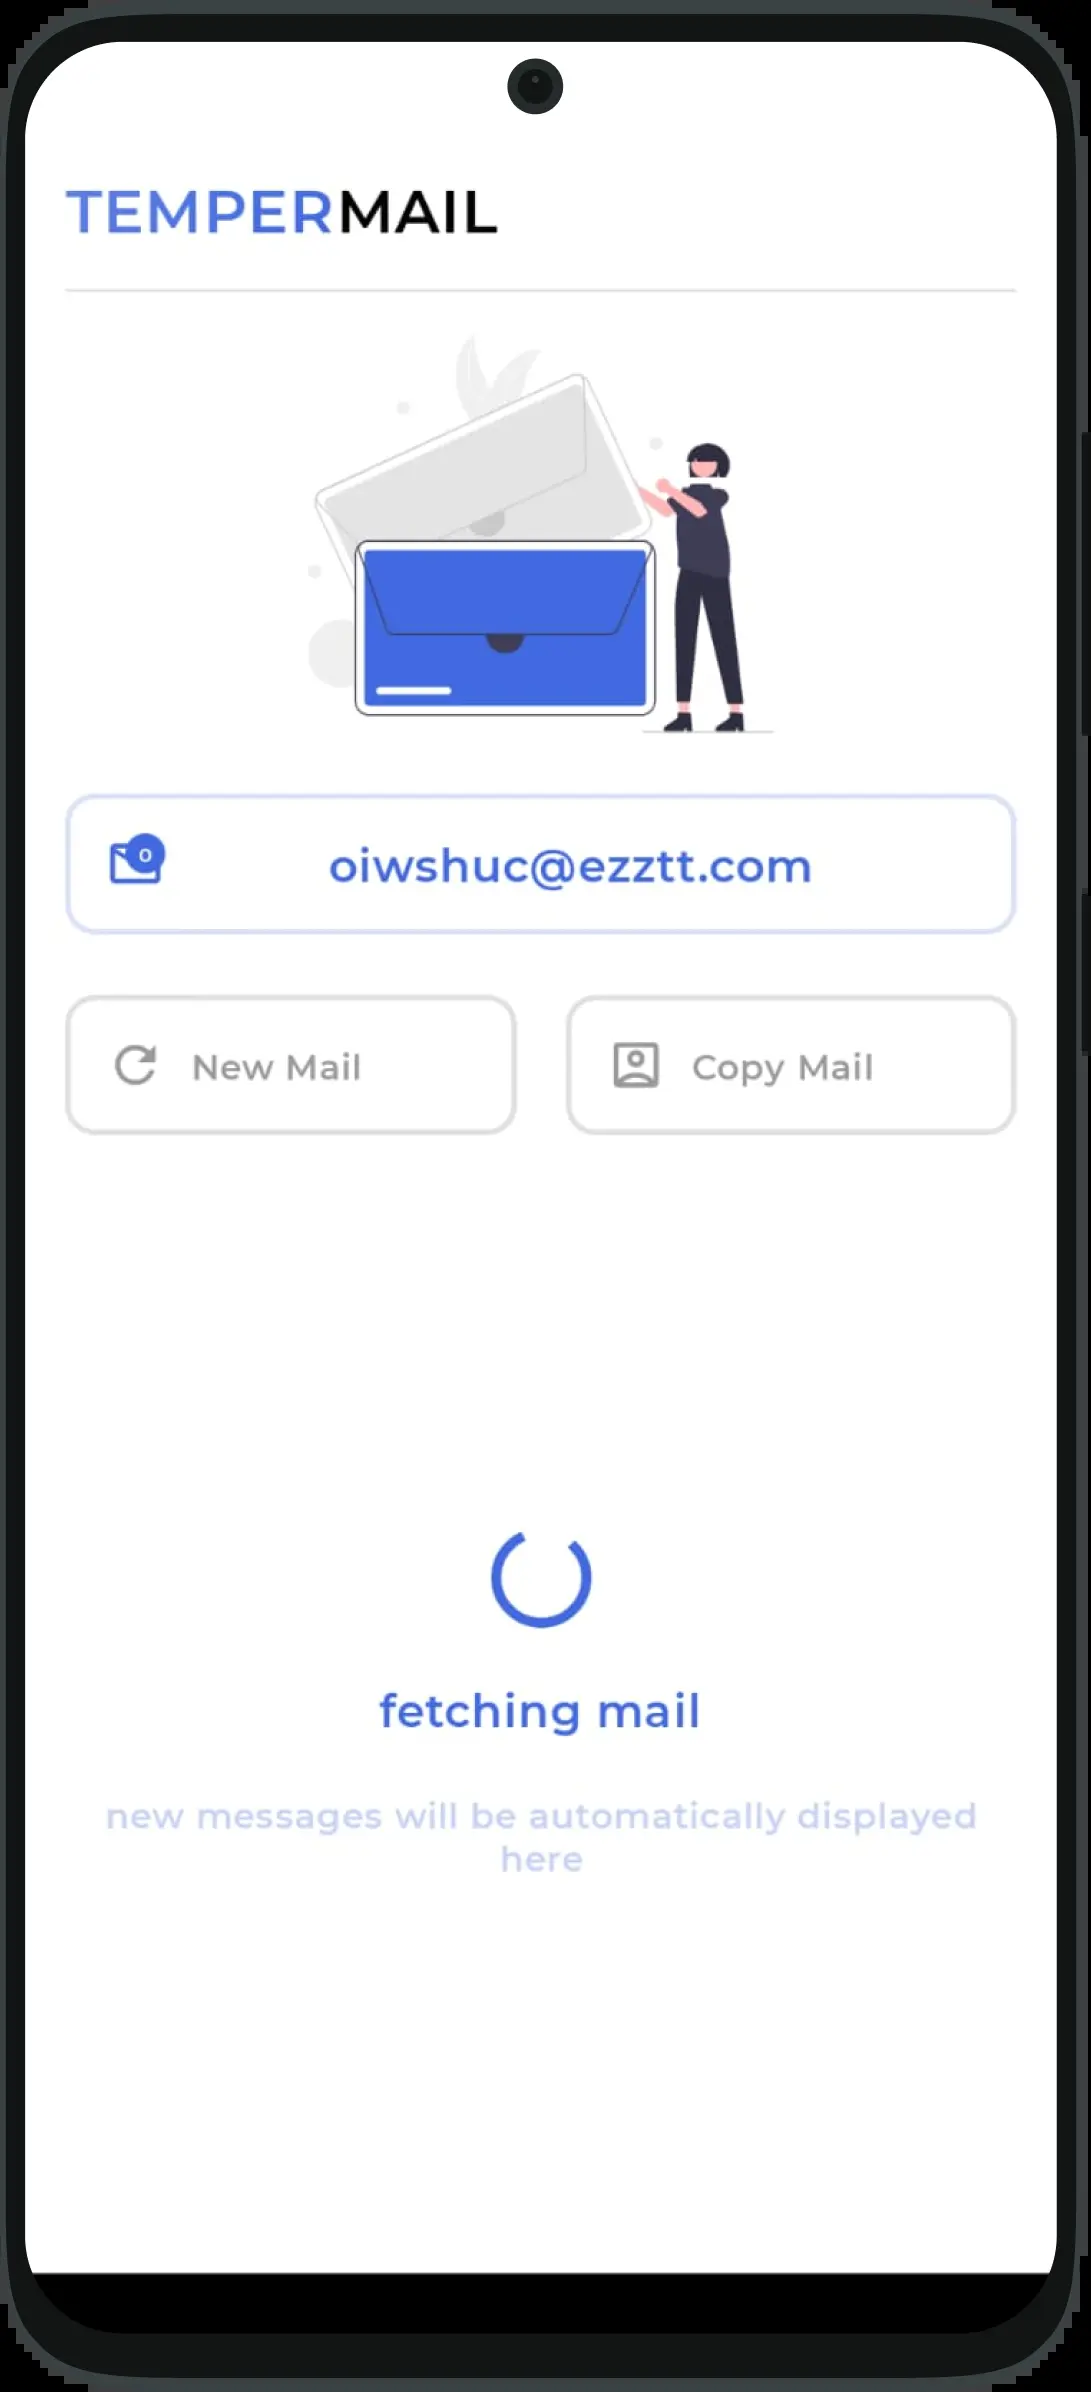 TEMPERMAIL
0
oiwshuc@ezztt.com
New Mail
Copy Mail
fetching mail
new messages will be automatically displayed
here